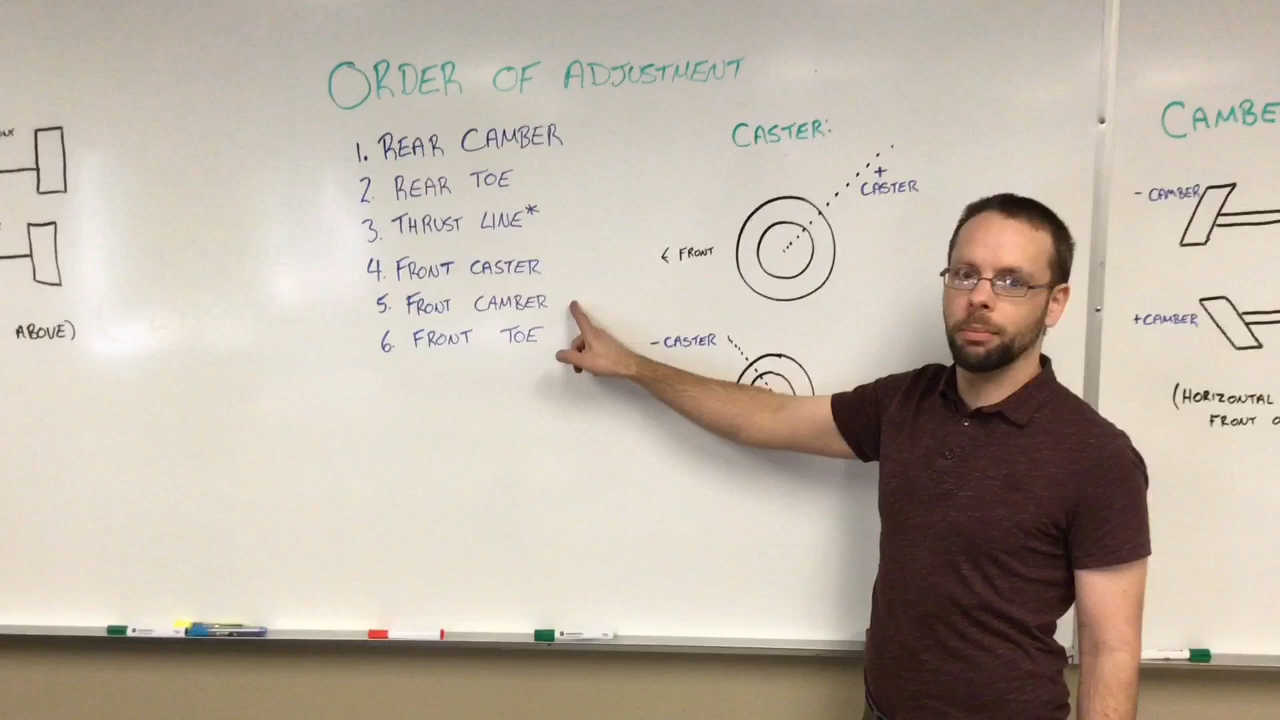 ORDER OF ADJUSTMENT
1. REAR CAMBER
2. REAR TOE
3. THRUST LINE*
4. FRONT CASTER
5. FRONT CAMBER
6. FRONT TOE
ABOVE)
CASTER:
+
CASTER
← FRONT
- CASTER
CAMBE
- CAMBER
+CAMBER
(HORIZONTAL
FRONT